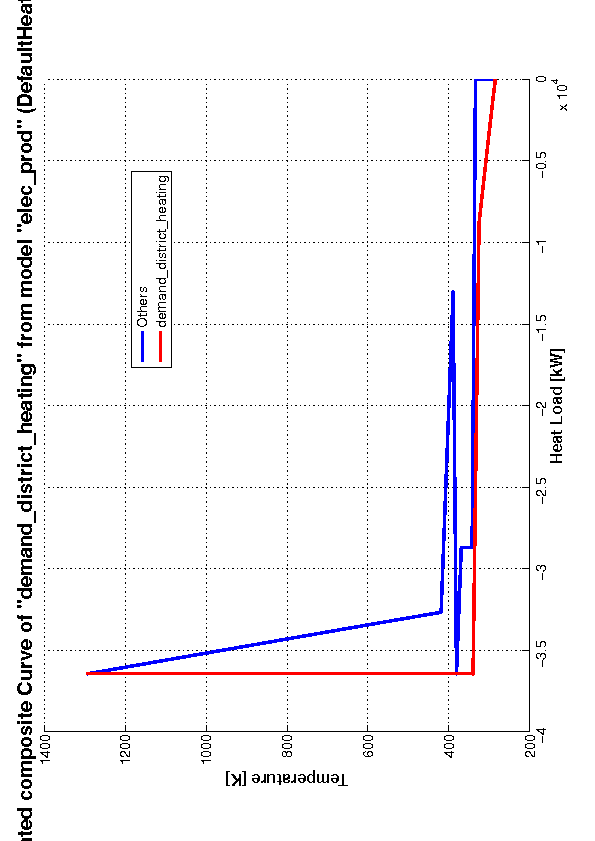 ted composite Curve of "demand_district_heating" from model "elec_prod" (DefaultHeat
Others
demand_district_heating
Temperature [K]
1400
1200
1000
800
600
400
200
Heat Load [kW]
-4
-3.5
-3
-2.5
-2
-1.5
-1
-0.5
0
x 10^4